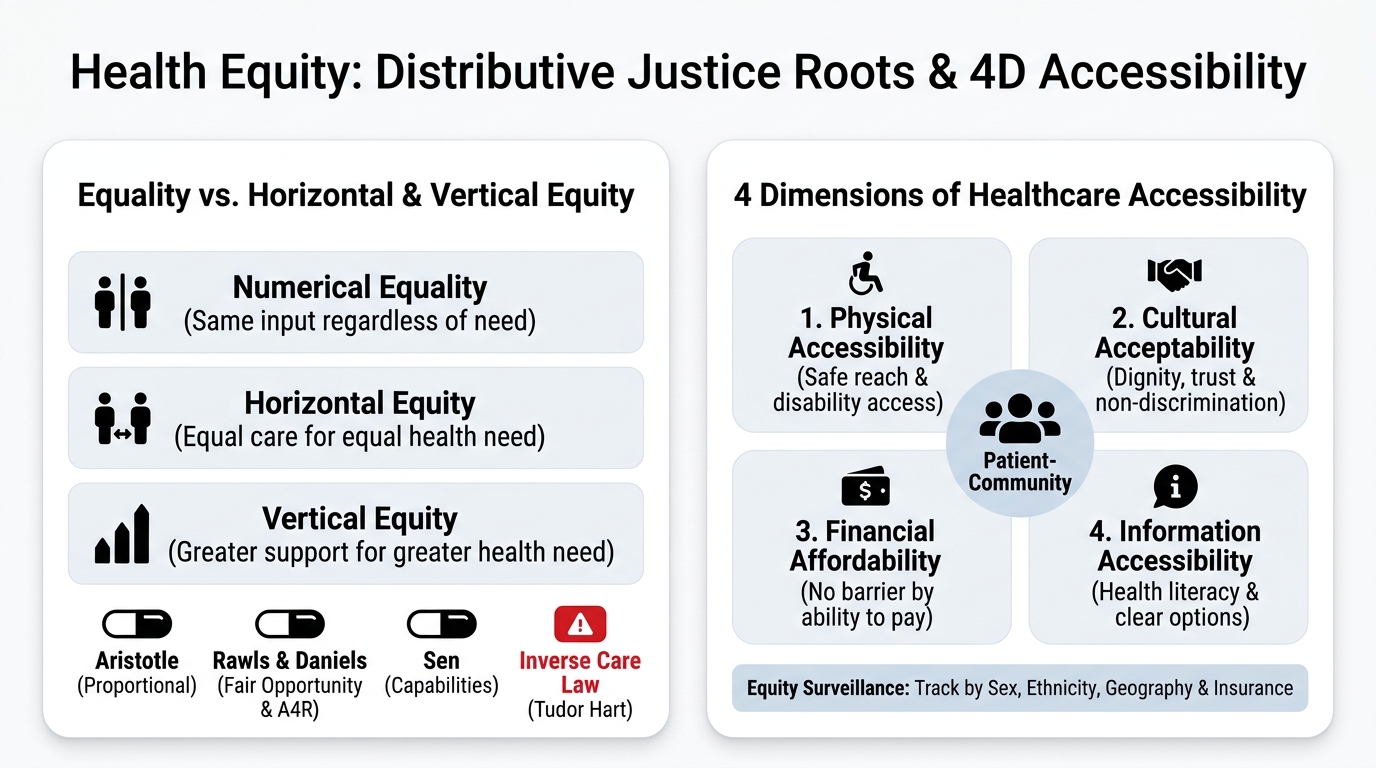 Health Equity: Distributive Justice Roots & 4D Accessibility
Equality vs. Horizontal & Vertical Equity
Numerical Equality
(Same input regardless of need)
Horizontal Equity
(Equal care for equal health need)
Vertical Equity
(Greater support for greater health need)
Aristotle
(Proportional)
Rawls & Daniels
(Fair Opportunity
& A4R)
Sen
(Capabilities)
Inverse Care
Law
(Tudor Hart)
4 Dimensions of Healthcare Accessibility
1. Physical
Accessibility
(Safe reach &
disability access)
2. Cultural
Acceptability
(Dignity, trust &
non-discrimination)
Patient-
Community
$
3. Financial
Affordability
(No barrier by
ability to pay)
i
4. Information
Accessibility
(Health literacy &
clear options)
Equity Surveillance: Track by Sex, Ethnicity, Geography & Insurance